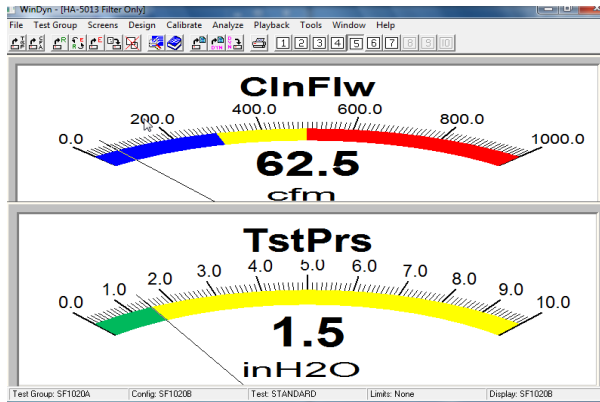 WinDyn - [HA-5013 Filter Only]
File Test Group Screens Design Calibrate Analyze Playback Tools Window Help
1 2 3 4 5 6 7 8 9 10
ClnFlw
0.0 200.0 400.0 600.0 800.0 1000.0
62.5
cfm
TstPrs
0.0 1.0 2.0 3.0 4.0 5.0 6.0 7.0 8.0 9.0 10.0
1.5
inH2O
Test Group: SF1020A Config: SF1020B Test: STANDARD Limits: None Display: SF1020B